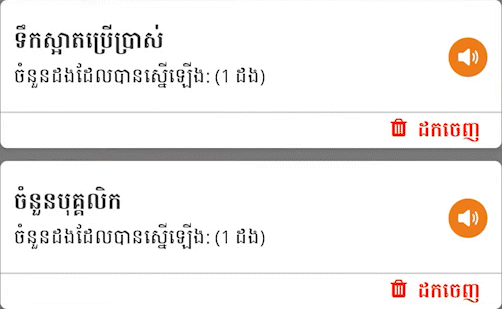 ទឹកស្អាតប្រើប្រាស់
ចំនួនដងដែលបានស្នើឡើង: (1 ដង)
ដកចេញ
ចំនួនបុគ្គលិក
ចំនួនដងដែលបានស្នើឡើង: (1 ដង)
ដកចេញ